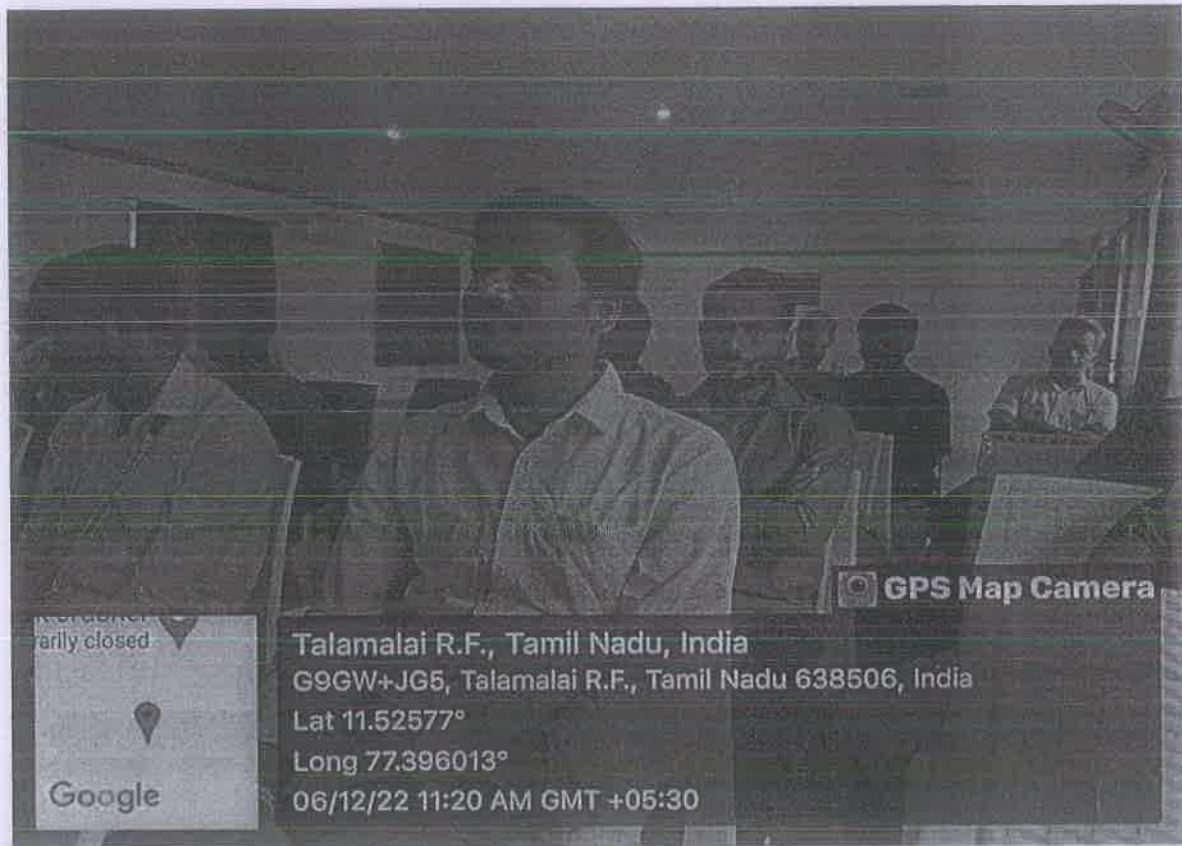 GPS Map Camera
arily closed
Google
Talamalai R.F., Tamil Nadu, India
G9GW+JG5, Talamalai R.F., Tamil Nadu 638506, India
Lat 11.52577°
Long 77.396013°
06/12/22 11:20 AM GMT +05:30